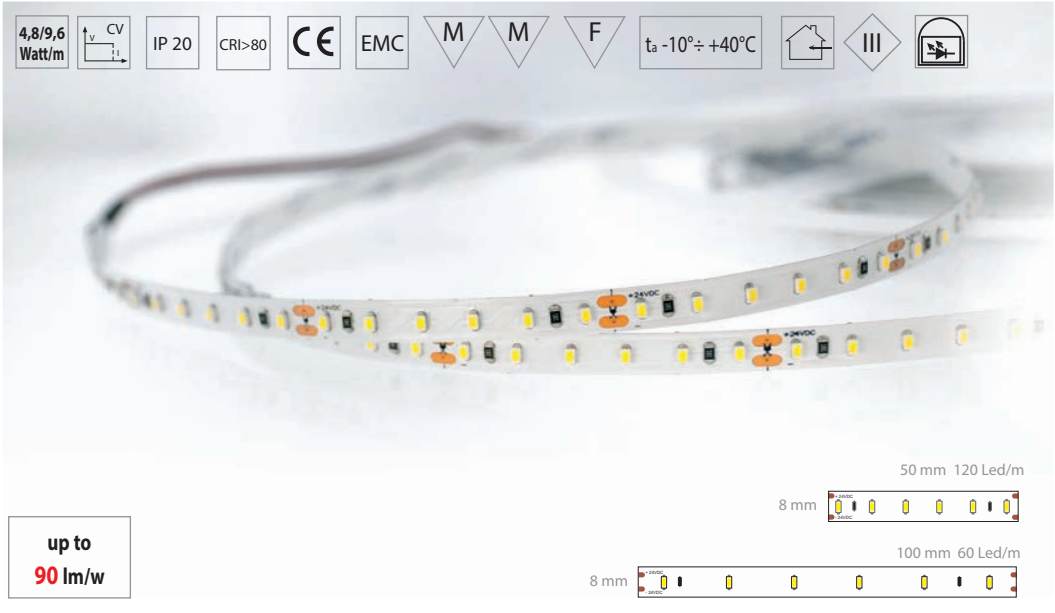 4,8/9,6
Watt/m
CV
V
I
IP 20
CRI>80
CE
EMC
M
M
F
ta -10°÷ +40°C
III
+24VDC
+24VDC
+24VDC
50 mm 120 Led/m
8 mm
+24VDC
-24VDC
100 mm 60 Led/m
8 mm
+24VDC
-24VDC
up to
90 lm/w